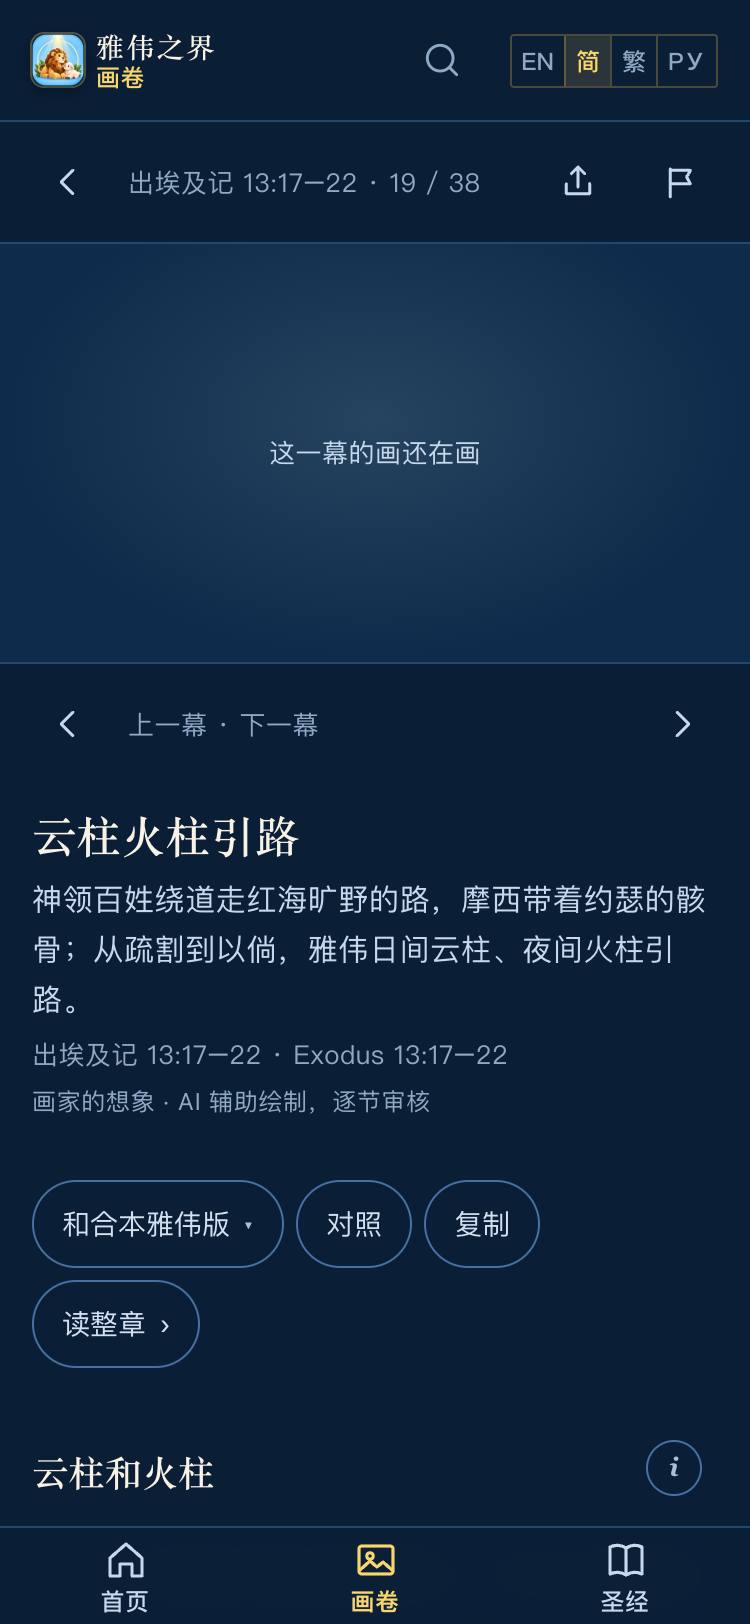 雅伟之界
画卷
EN 简 繁 РУ
出埃及记 13:17—22 · 19 / 38
这一幕的画还在画
上一幕 · 下一幕
云柱火柱引路
神领百姓绕道走红海旷野的路，摩西带着约瑟的骸
骨；从疏割到以倘，雅伟日间云柱、夜间火柱引
路。
出埃及记 13:17—22 · Exodus 13:17—22
画家的想象 · AI 辅助绘制，逐节审核
和合本雅伟版 ▾ 对照 复制
读整章 ›
云柱和火柱 i
首页 画卷 圣经